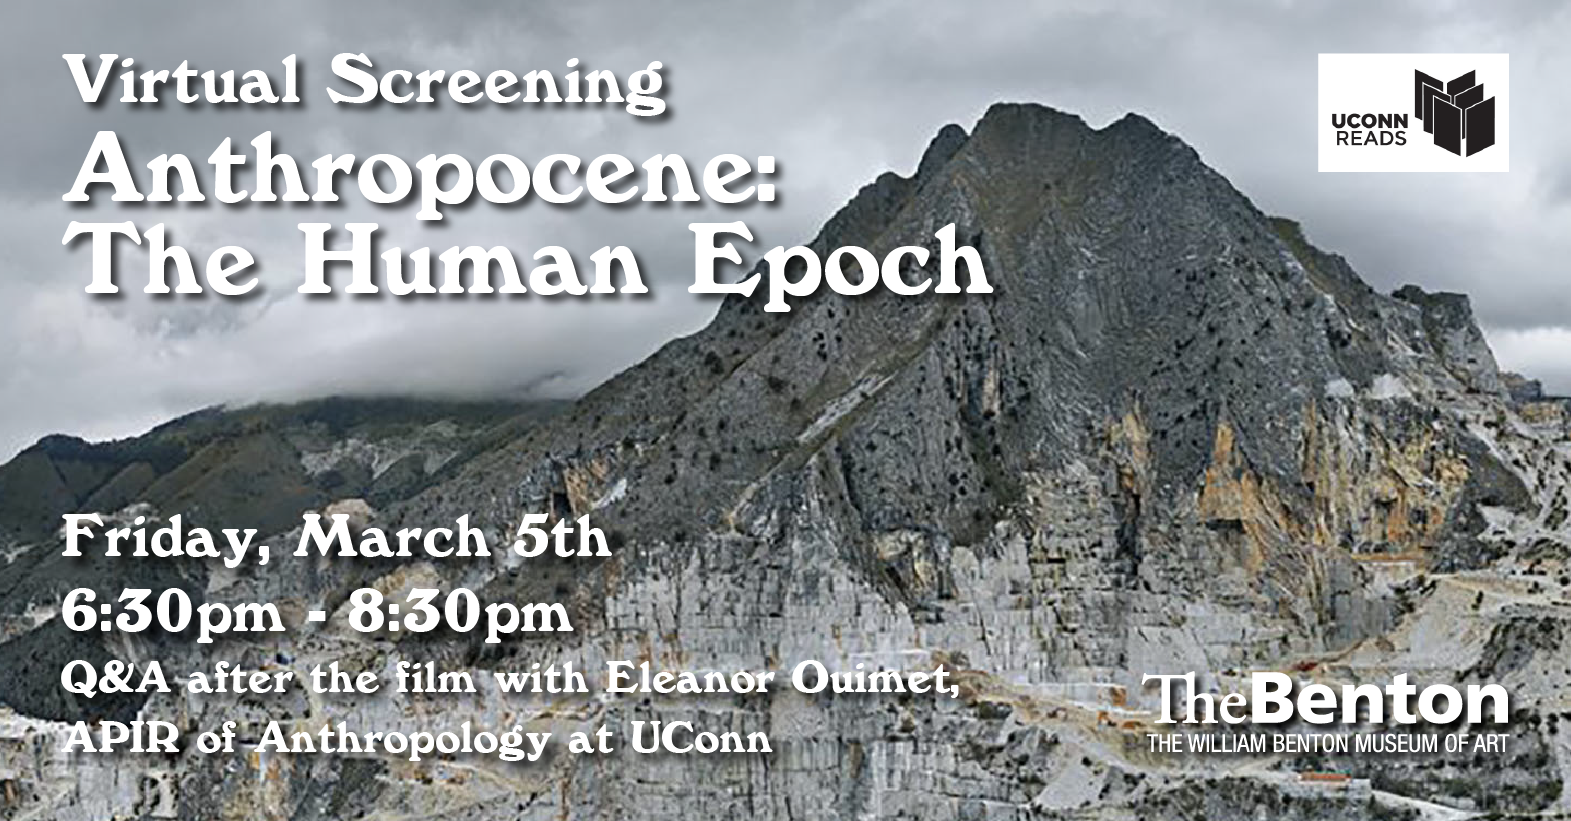 Virtual Screening
Anthropocene:
The Human Epoch
UCONN
READS
Friday, March 5th
6:30pm - 8:30pm
Q&A after the film with Eleanor Ouimet,
APIR of Anthropology at UConn
TheBenton
THE WILLIAM BENTON MUSEUM OF ART